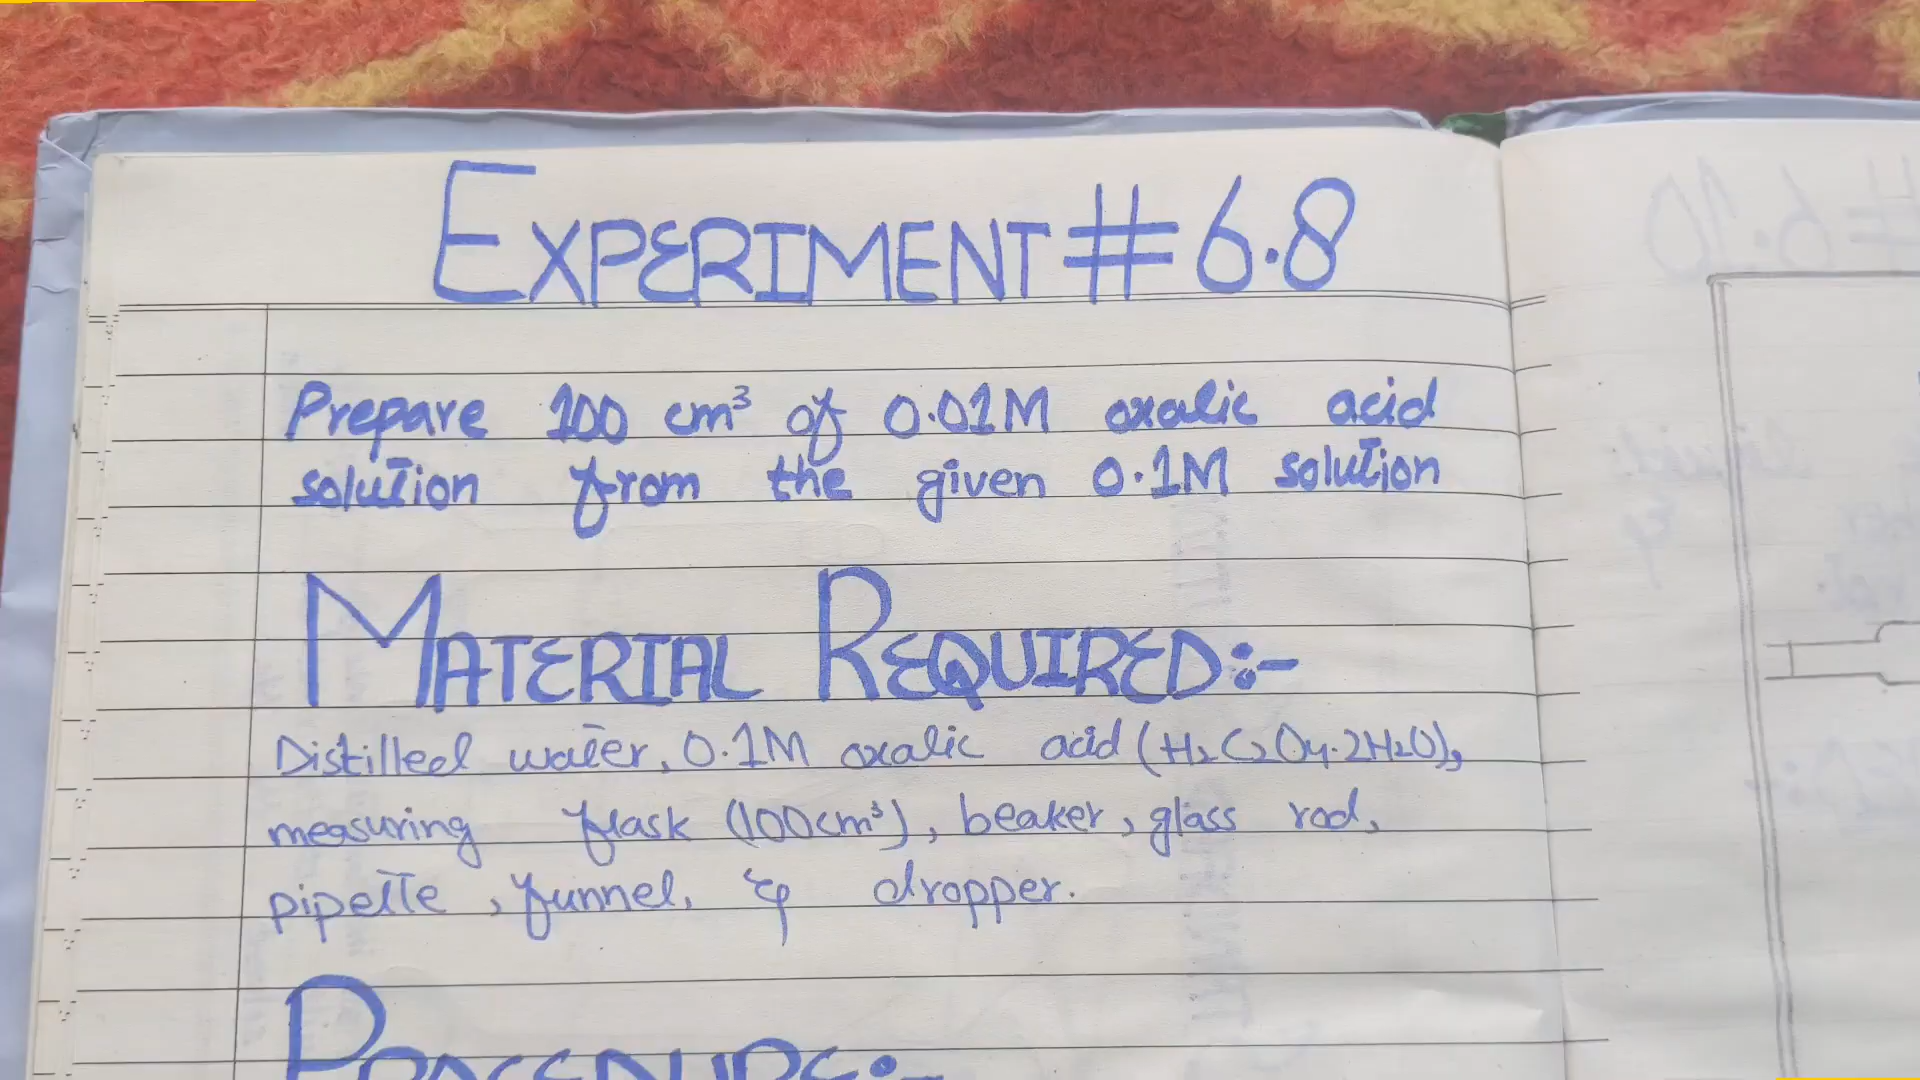 EXPERIMENT # 6.8
Prepare 100 cm³ of 0.01M oxalic acid
solution from the given 0.1M solution
MATERIAL REQUIRED:-
Distilled water, 0.1M oxalic acid (H₂C₂O₄.2H₂O),
measuring flask (100cm³), beaker, glass rod,
pipette, funnel, & dropper.
PROCEDURE:-